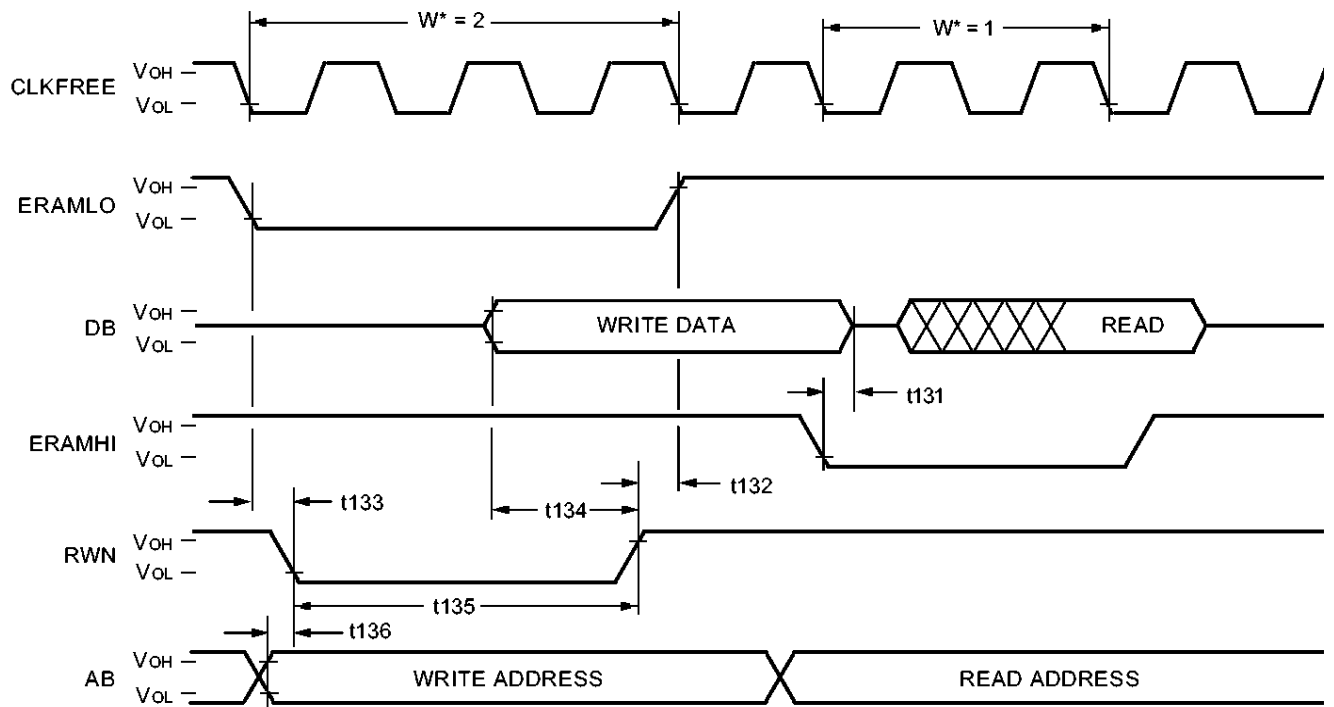 W* = 2
W* = 1
CLKFREE
VOH
VOL
ERAMLO
VOH
VOL
DB
VOH
VOL
WRITE DATA
READ
t131
ERAMHI
VOH
VOL
t132
t133
t134
RWN
VOH
VOL
t135
t136
AB
VOH
VOL
WRITE ADDRESS
READ ADDRESS